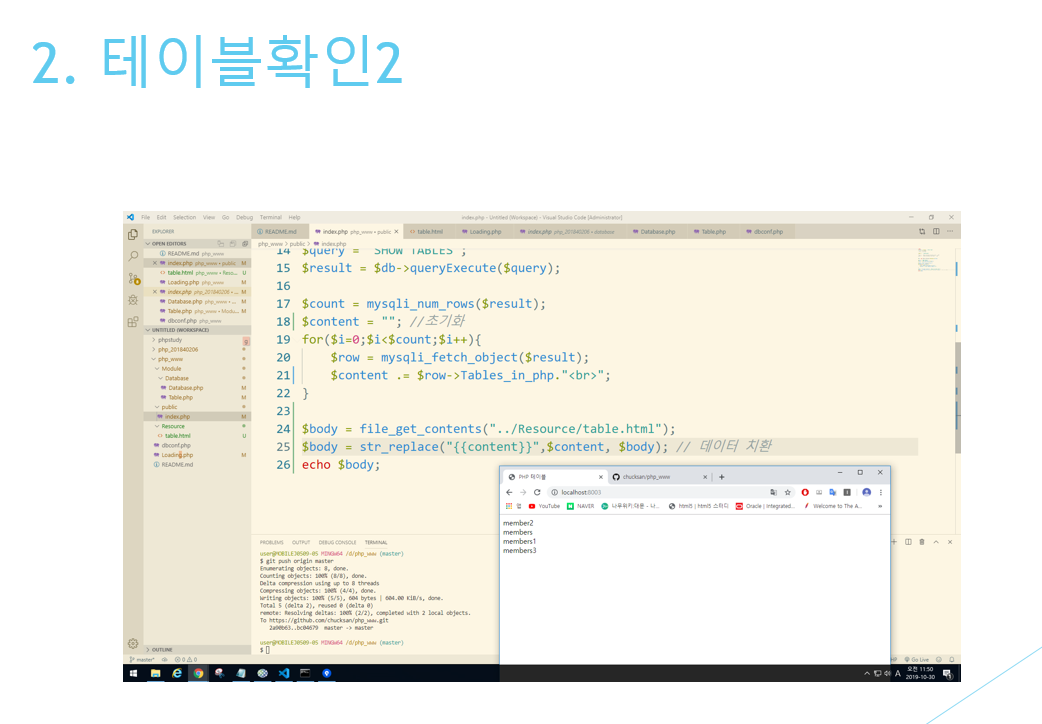 2. 테이블확인2
File Edit Selection View Go Debug Terminal Help
index.php - Untitled (Workspace) - Visual Studio Code [Administrator]
EXPLORER
README.md
index.php php_www • public
table.html
Loading.php
index.php php_201840206 • database
Database.php
Table.php
dbconf.php
OPEN EDITORS
README.md php_www
index.php php_www • public M
table.html php_www • Reso... U
Loading.php php_www M
index.php php_201840206 • ... M
Database.php php_www • ... M
Table.php php_www • Modu... M
dbconf.php php_www
UNTITLED (WORKSPACE)
phpstudy
php_201840206
php_www
Module
Database
Database.php M
Table.php M
public
index.php M
Resource
table.html U
dbconf.php
Loading.php M
README.md
OUTLINE
php_www > public > index.php
14 $query = "SHOW TABLES";
15 $result = $db->queryExecute($query);
16
17 $count = mysqli_num_rows($result);
18 $content = ""; //초기화
19 for($i=0;$i<$count;$i++){
20 $row = mysqli_fetch_object($result);
21 $content .= $row->Tables_in_php."<br>";
22 }
23
24 $body = file_get_contents("../Resource/table.html");
25 $body = str_replace("{{content}}",$content, $body); // 데이터 치환
26 echo $body;
PROBLEMS OUTPUT DEBUG CONSOLE TERMINAL
user@MOBILE30509-05 MINGW64 /d/php_www (master)
$ git push origin master
Enumerating objects: 8, done.
Counting objects: 100% (8/8), done.
Delta compression using up to 8 threads
Compressing objects: 100% (4/4), done.
Writing objects: 100% (5/5), 604 bytes | 604.00 KiB/s, done.
Total 5 (delta 2), reused 0 (delta 0)
remote: Resolving deltas: 100% (2/2), completed with 2 local objects.
To https://github.com/chucksan/php_www.git
2a00b63..bc04679 master -> master
user@MOBILE30509-05 MINGW64 /d/php_www (master)
$
PHP 테이블
chucksan/php_www
localhost:8003
앱 YouTube NAVER 나무위키:대문 - 나... html5 | html5 스터디 Oracle | Integrated... Welcome to The A...
member2
members
members1
members3
master* 0 0
Go Live
A 오전 11:50
2019-10-30